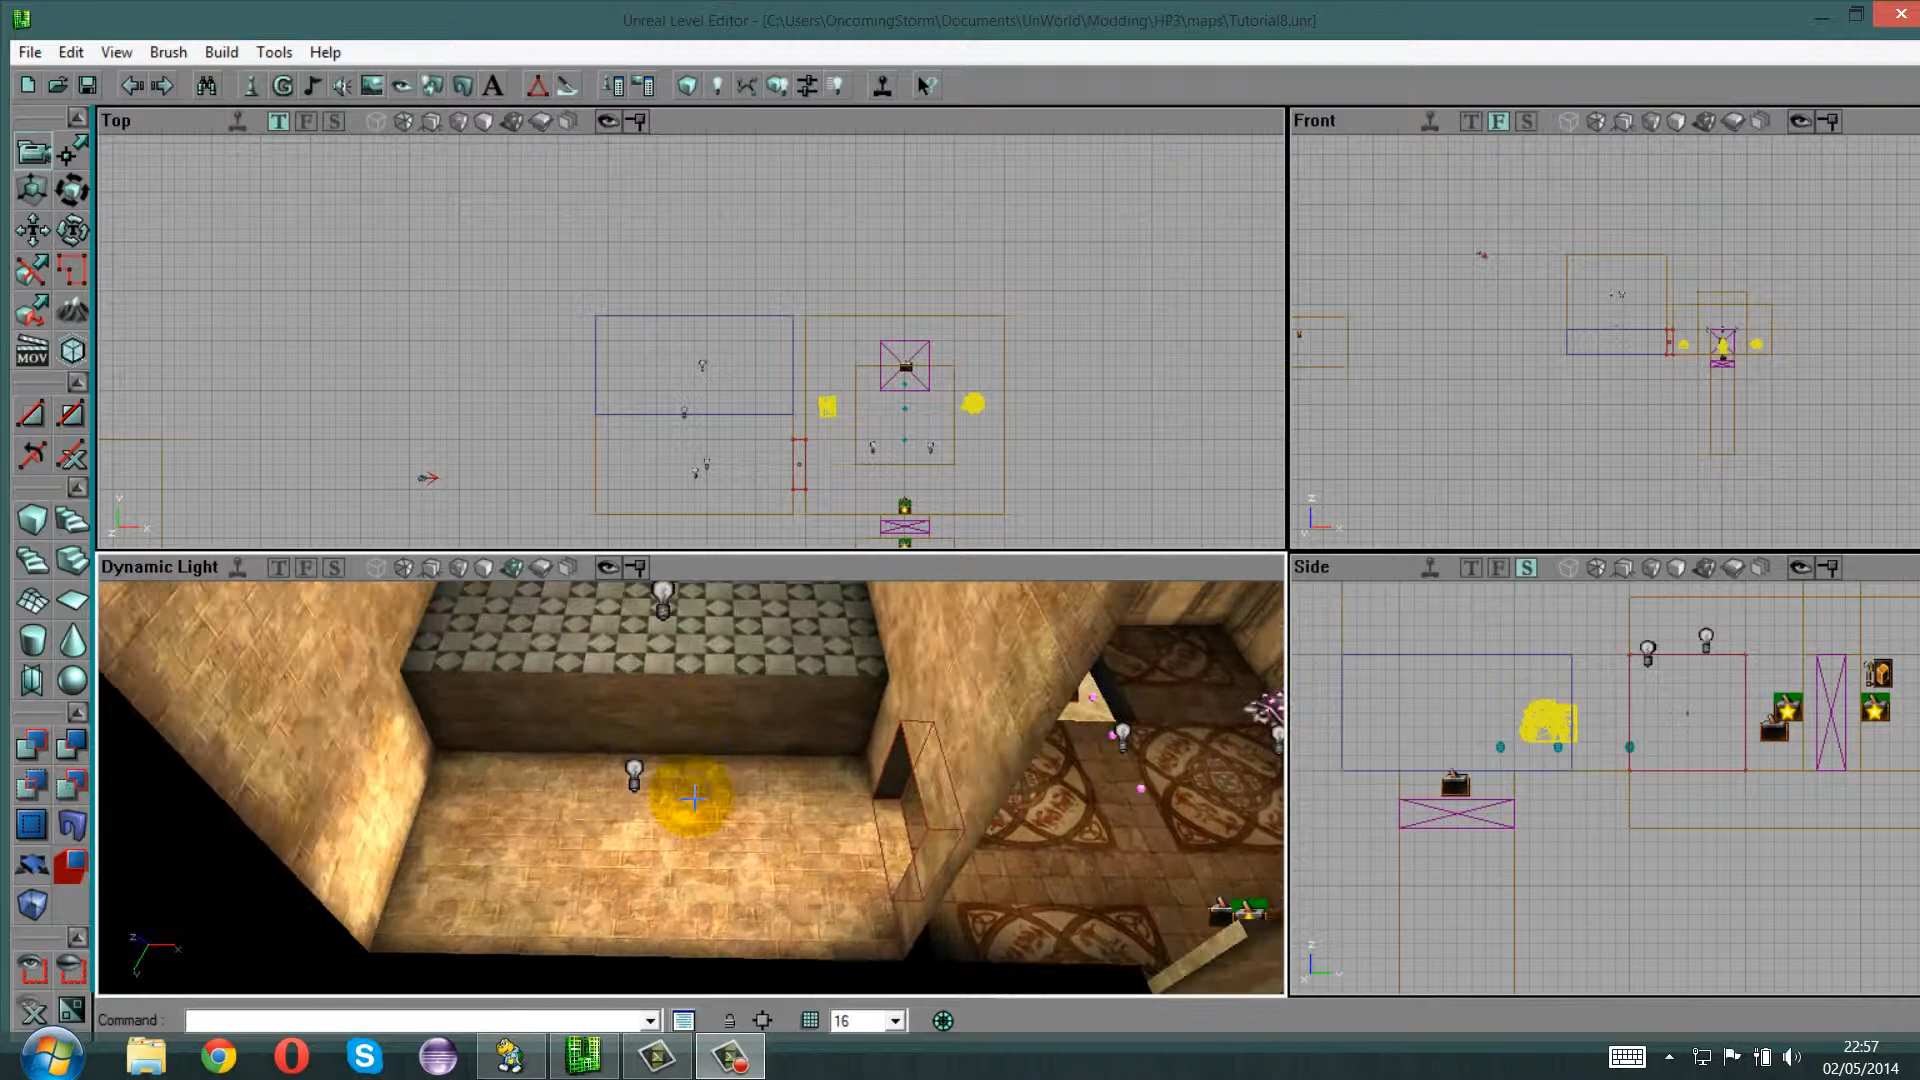 Unreal Level Editor - [C:\Users\OncomingStorm\Documents\UnWorld\Modding\HP3\maps\Tutorial8.unr]
File Edit View Brush Build Tools Help
Top T F S
Front T F S
MOV
Dynamic Light T F S
Side T F S
Command : 16
22:57
02/05/2014